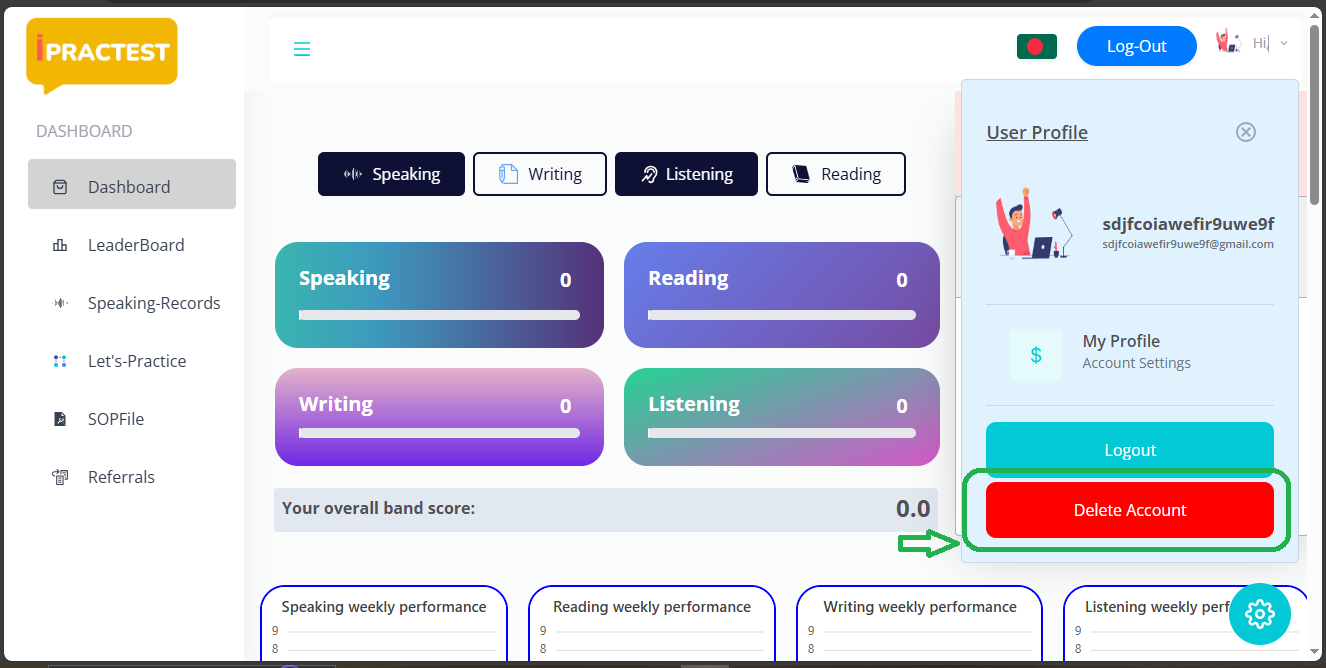 iPRACTEST
Log-Out
Hi,
DASHBOARD
Dashboard
LeaderBoard
Speaking-Records
Let's-Practice
SOPFile
Referrals
Speaking
Writing
Listening
Reading
Speaking 0
Reading 0
Writing 0
Listening 0
Your overall band score: 0.0
Speaking weekly performance
9
8
Reading weekly performance
9
8
Writing weekly performance
9
8
Listening weekly perf
9
8
User Profile
sdjfcoiawefir9uwe9f
sdjfcoiawefir9uwe9f@gmail.com
$
My Profile
Account Settings
Logout
Delete Account